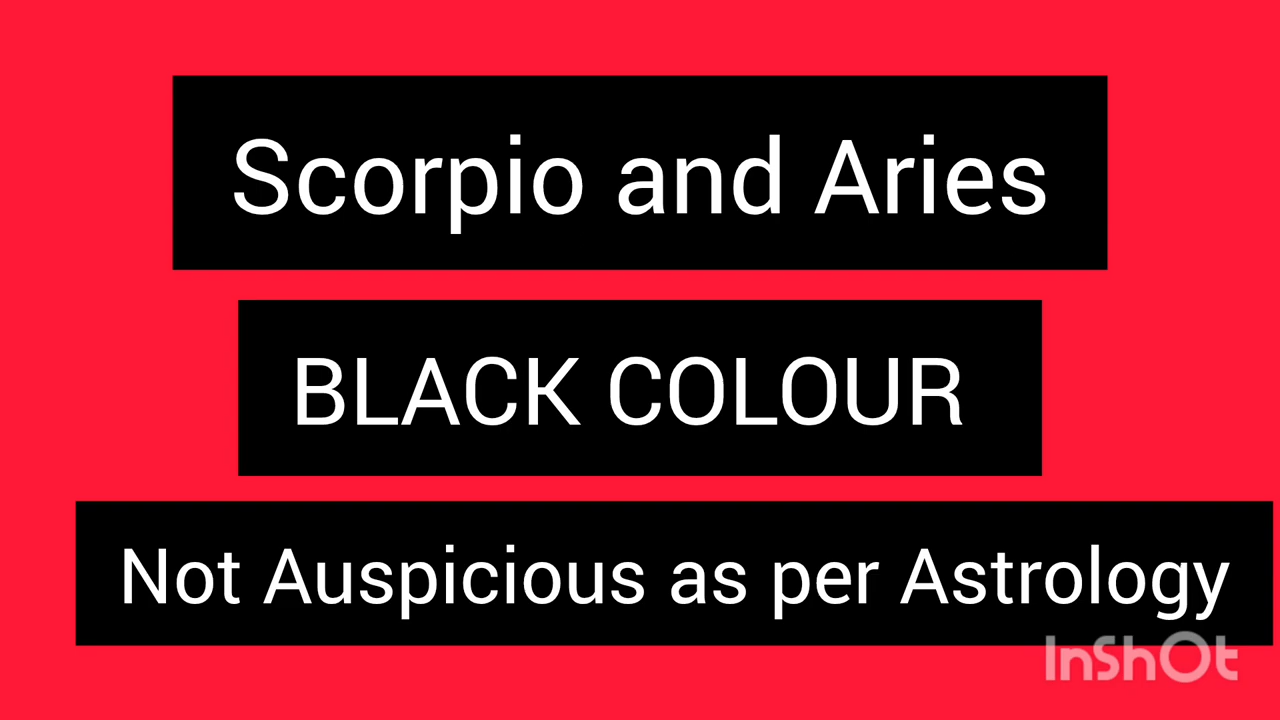 Scorpio and Aries
BLACK COLOUR
Not Auspicious as per Astrology
InShOt